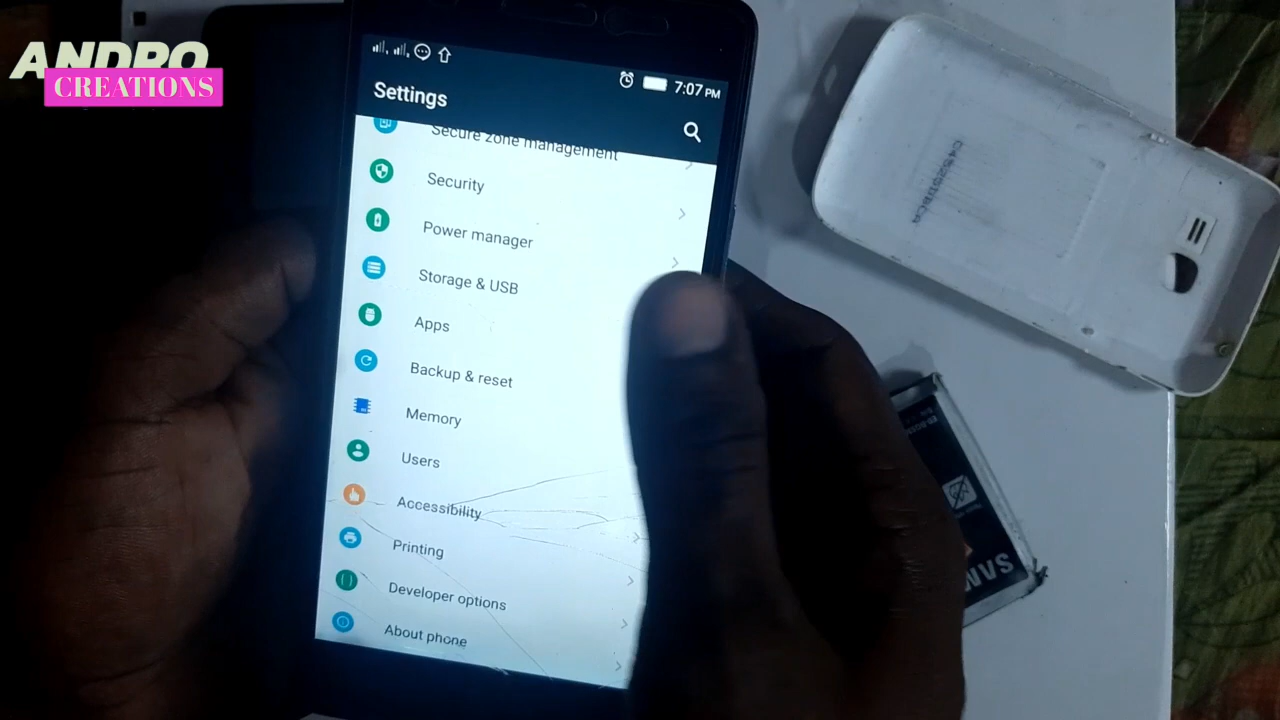 ANDRO
CREATIONS
7:07 PM
Settings
Secure zone management
Security
Power manager
Storage & USB
Apps
Backup & reset
Memory
Users
Accessibility
Printing
Developer options
About phone